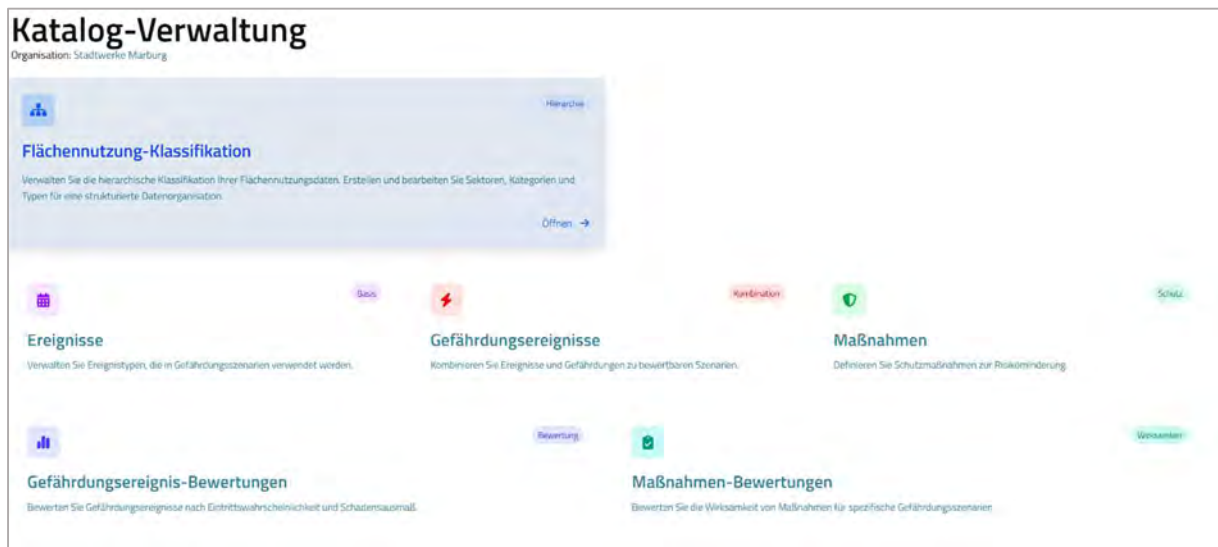 Katalog-Verwaltung
Organisation: Stadtwerke Marburg
Hierarchie
Flächennutzung-Klassifikation
Verwalten Sie die hierarchische Klassifikation Ihrer Flächennutzungsdaten. Erstellen und bearbeiten Sie Sektoren, Kategorien und
Typen für eine strukturierte Datenorganisation.
Öffnen →
Basis
Kombination
Schutz
Ereignisse
Gefährdungsereignisse
Maßnahmen
Verwalten Sie Ereignistypen, die in Gefährdungsszenarien verwendet werden.
Kombinieren Sie Ereignisse und Gefährdungen zu bewertbaren Szenarien.
Definieren Sie Schutzmaßnahmen zur Risikominderung.
Bewertung
Wirksamkeit
Gefährdungsereignis-Bewertungen
Maßnahmen-Bewertungen
Bewerten Sie Gefährdungsereignisse nach Eintrittswahrscheinlichkeit und Schadensausmaß.
Bewerten Sie die Wirksamkeit von Maßnahmen für spezifische Gefährdungsszenarien.